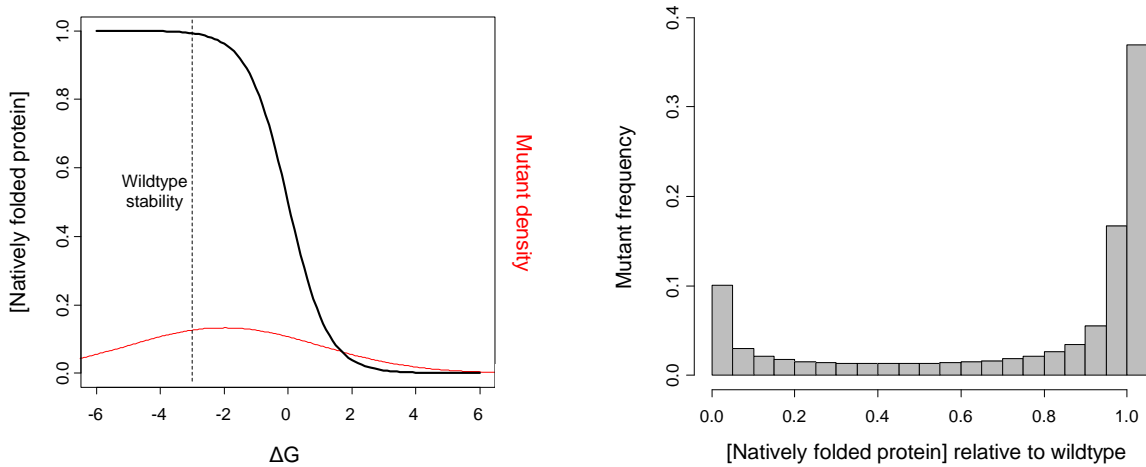 [Natively folded protein]
0.0 0.2 0.4 0.6 0.8 1.0
Wildtype
stability
-6 -4 -2 0 2 4 6
ΔG
Mutant density
Mutant frequency
0.0 0.1 0.2 0.3 0.4
0.0 0.2 0.4 0.6 0.8 1.0
[Natively folded protein] relative to wildtype